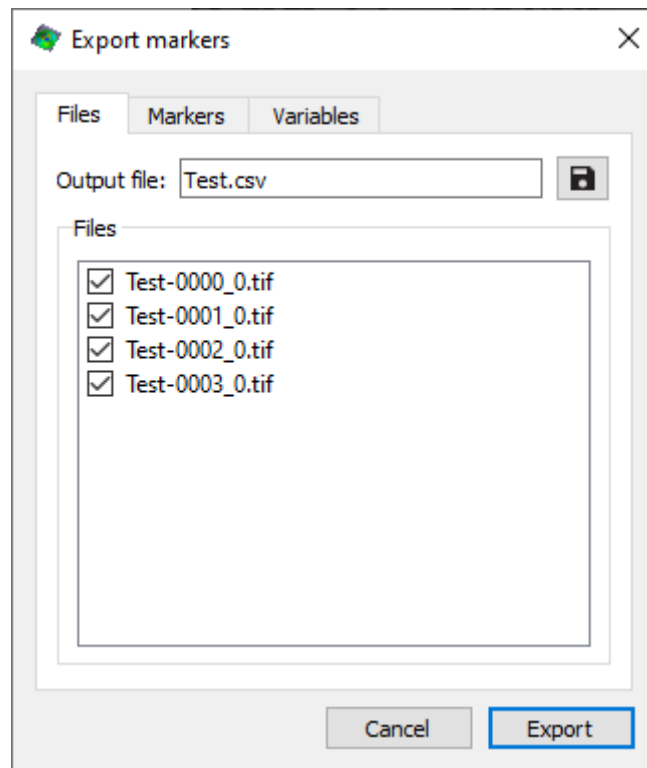 Export markers
Files Markers Variables
Output file: Test.csv
Files
Test-0000_0.tif
Test-0001_0.tif
Test-0002_0.tif
Test-0003_0.tif
Cancel Export